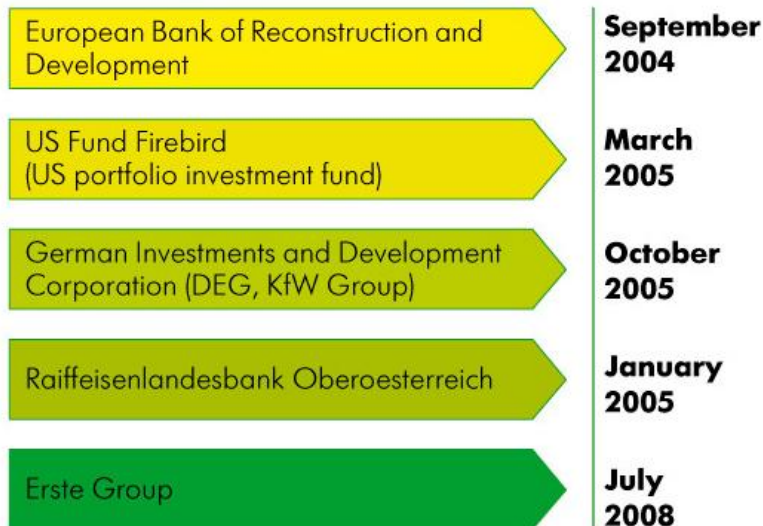 European Bank of Reconstruction and
Development
September
2004
US Fund Firebird
(US portfolio investment fund)
March
2005
German Investments and Development
Corporation (DEG, KfW Group)
October
2005
Raiffeisenlandesbank Oberoesterreich
January
2005
Erste Group
July
2008